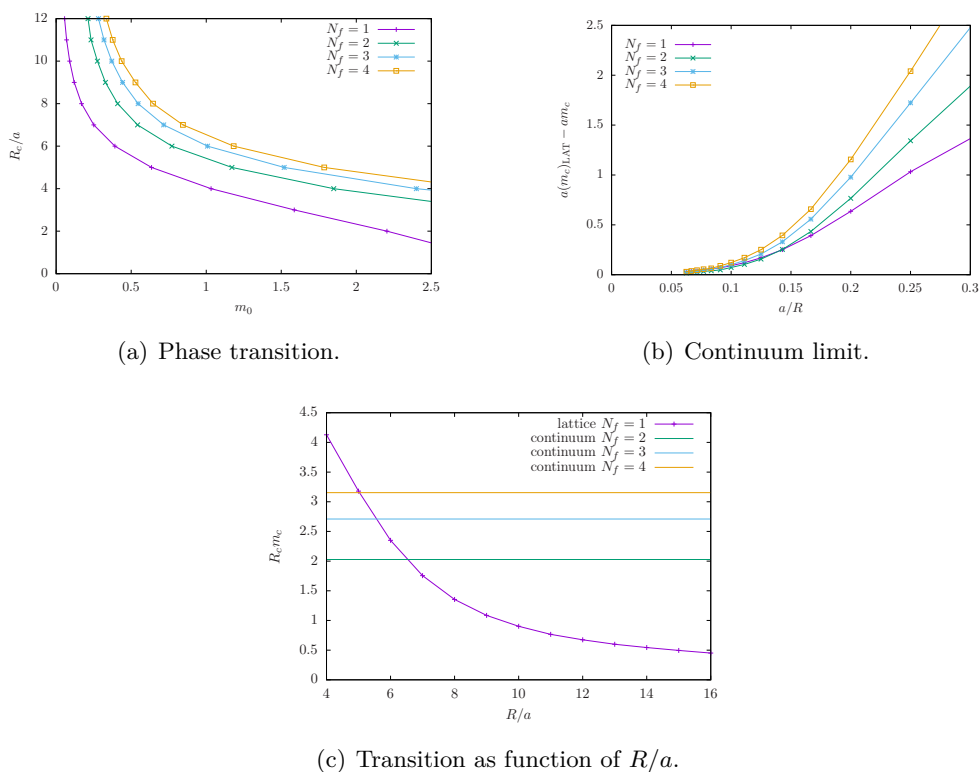 12
10
8
6
4
2
0
R_c/a
0 0.5 1 1.5 2 2.5
m_0
N_f = 1
N_f = 2
N_f = 3
N_f = 4
(a) Phase transition.
2.5
2
1.5
1
0.5
0
a(m_c)_LAT − am_c
0 0.05 0.1 0.15 0.2 0.25 0.3
a/R
N_f = 1
N_f = 2
N_f = 3
N_f = 4
(b) Continuum limit.
4.5
4
3.5
3
2.5
2
1.5
1
0.5
0
R_c m_c
4 6 8 10 12 14 16
R/a
lattice N_f = 1
continuum N_f = 2
continuum N_f = 3
continuum N_f = 4
(c) Transition as function of R/a.